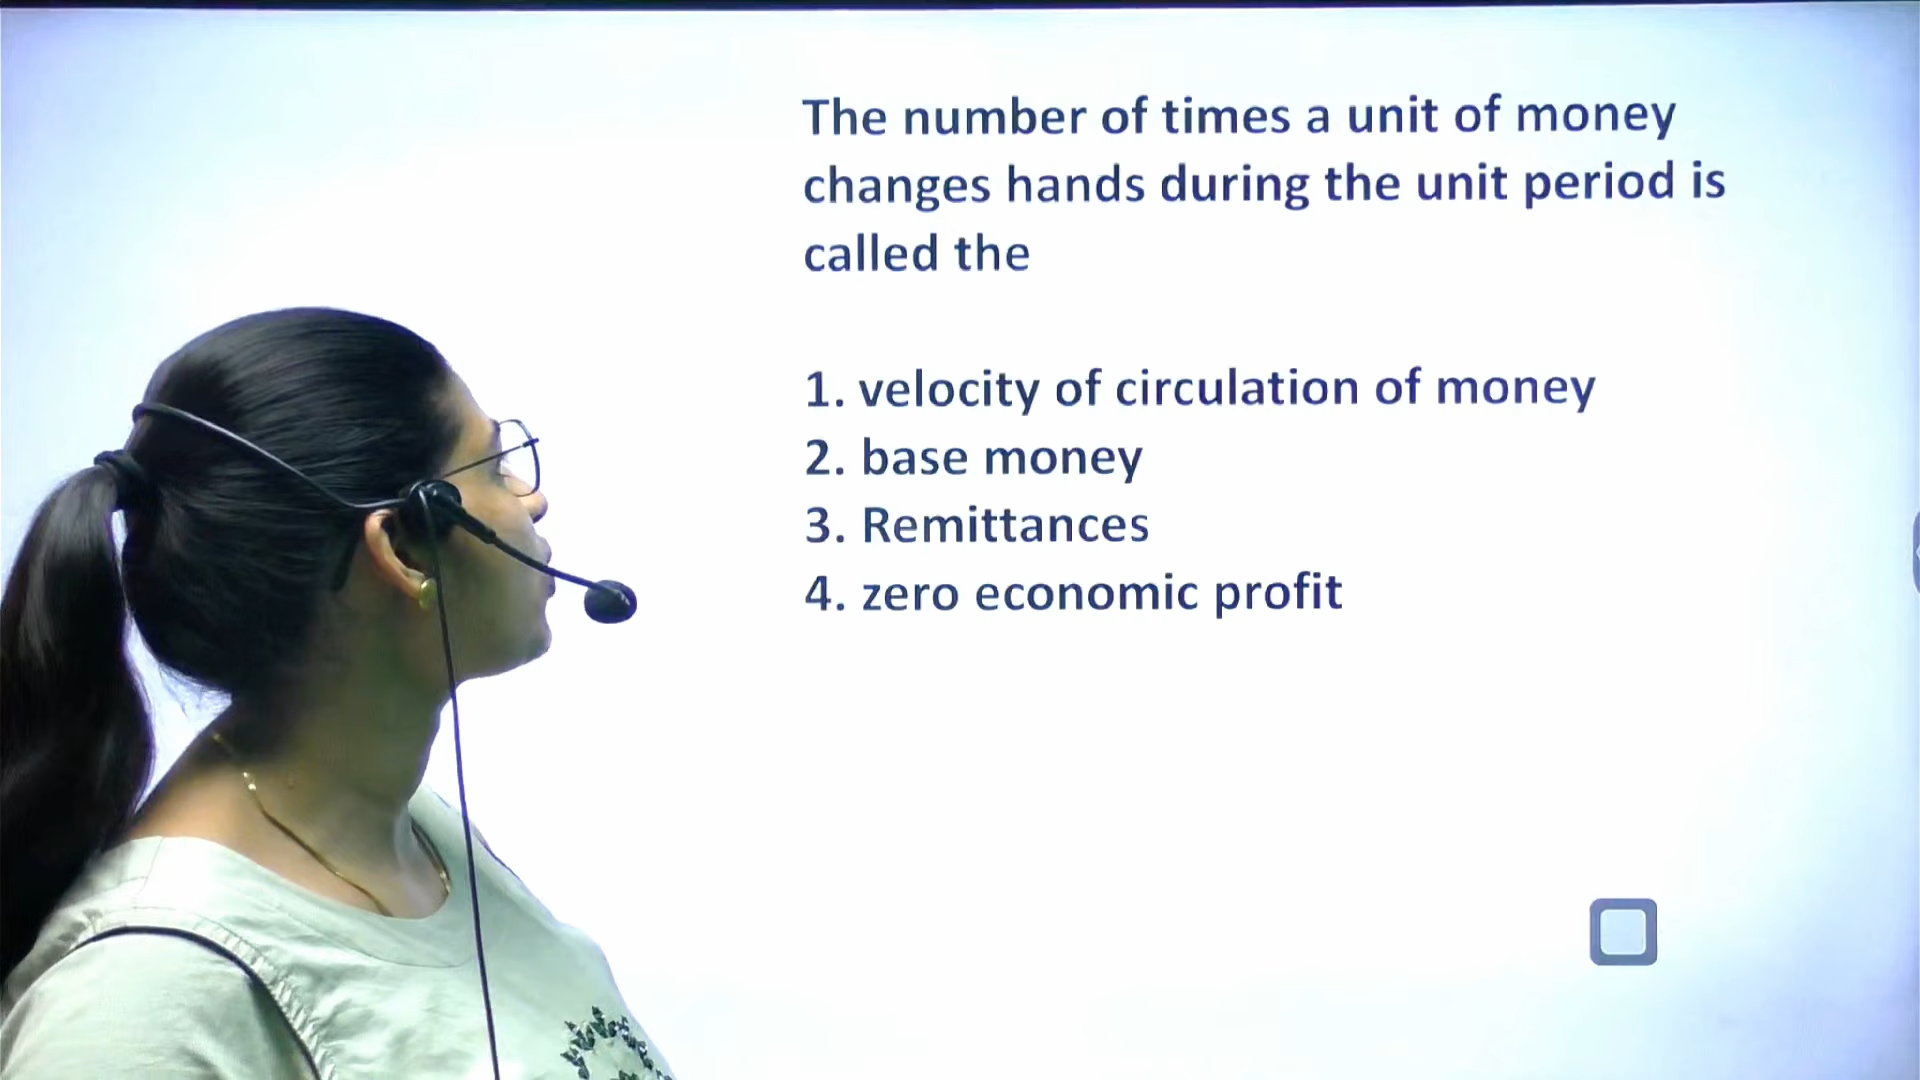 The number of times a unit of money
changes hands during the unit period is
called the
1. velocity of circulation of money
2. base money
3. Remittances
4. zero economic profit